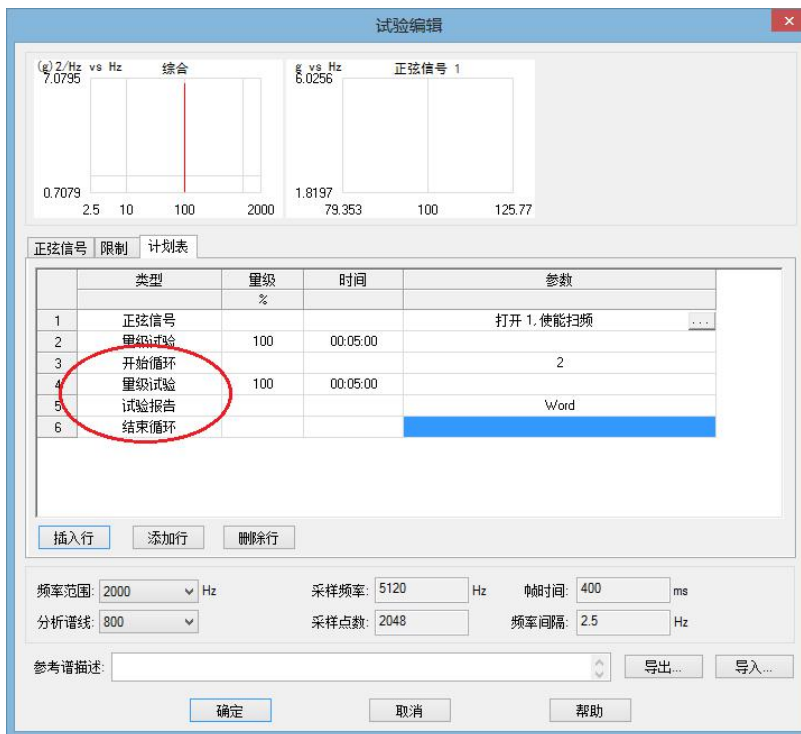 试验编辑
(g)2/Hz vs Hz 综合
7.0795
0.7079
2.5 10 100 2000
g vs Hz 正弦信号 1
6.0256
1.8197
79.353 100 125.77
正弦信号 限制 计划表
类型 量级 时间 参数
%
1 正弦信号 打开 1,使能扫频 ...
2 量级试验 100 00:05:00
3 开始循环 2
4 量级试验 100 00:05:00
5 试验报告 Word
6 结束循环
插入行 添加行 删除行
频率范围: 2000 Hz 采样频率: 5120 Hz 帧时间: 400 ms
分析谱线: 800 采样点数: 2048 频率间隔: 2.5 Hz
参考谱描述: 导出... 导入...
确定 取消 帮助